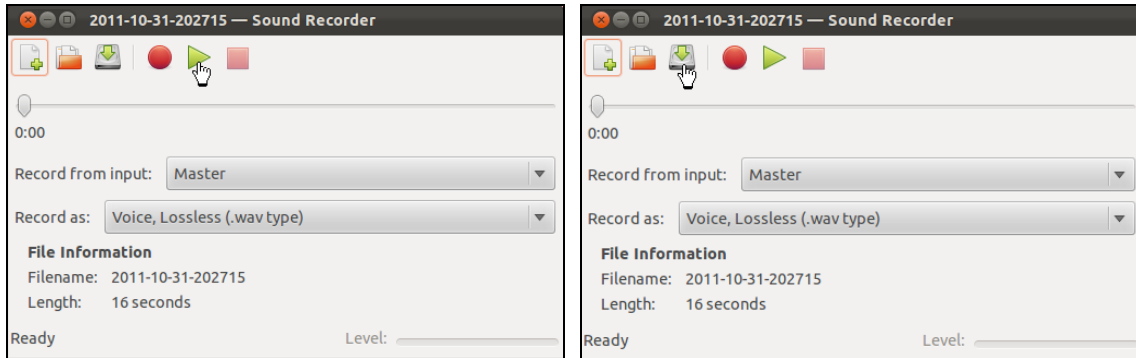 2011-10-31-202715 — Sound Recorder
0:00
Record from input: Master
Record as: Voice, Lossless (.wav type)
File Information
Filename: 2011-10-31-202715
Length: 16 seconds
Ready Level:
2011-10-31-202715 — Sound Recorder
0:00
Record from input: Master
Record as: Voice, Lossless (.wav type)
File Information
Filename: 2011-10-31-202715
Length: 16 seconds
Ready Level: